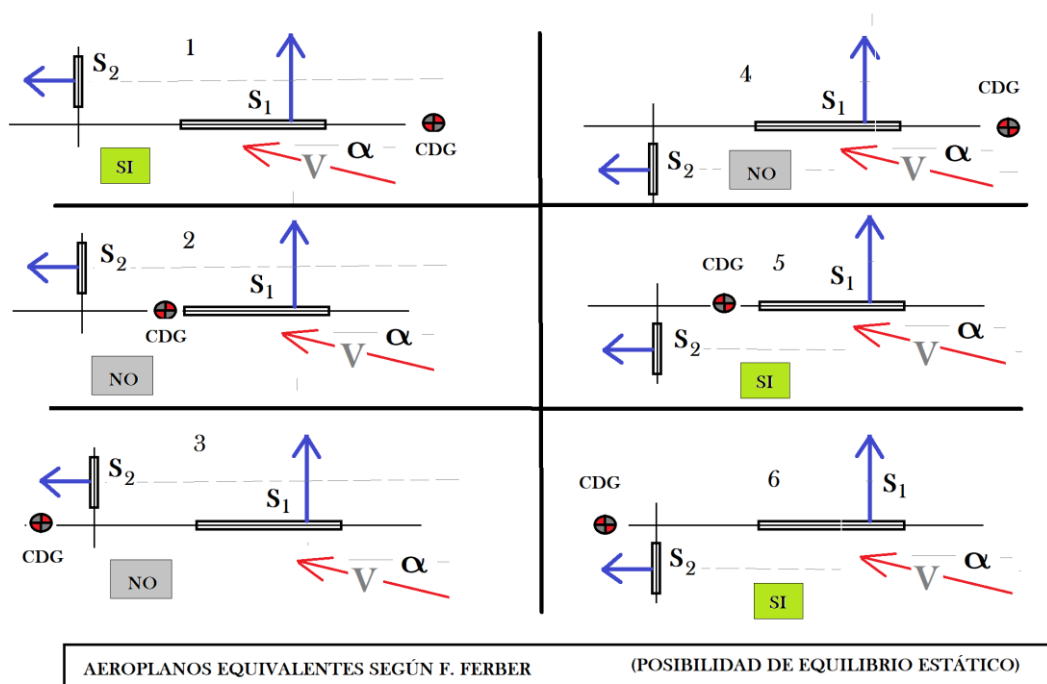 1
S2
S1
CDG
V α
SI
2
S2
S1
CDG
V α
NO
3
S2
S1
CDG
V α
NO
4
CDG
S1
S2
NO
V α
CDG
5
S1
S2
V α
SI
CDG
6
S1
S2
V α
SI
AEROPLANOS EQUIVALENTES SEGÚN F. FERBER (POSIBILIDAD DE EQUILIBRIO ESTÁTICO)